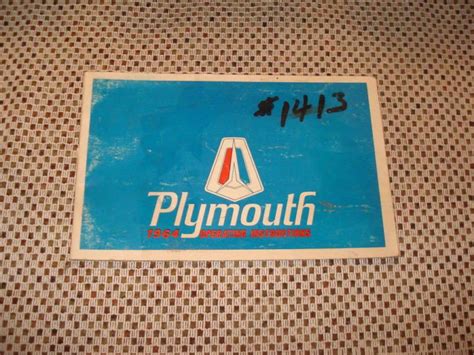 #1413
Plymouth
1964 OPERATING INSTRUCTIONS